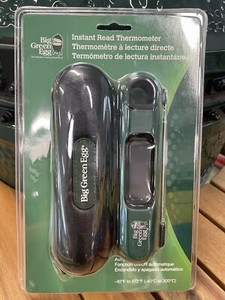 Big
Green
Egg
Instant Read Thermometer
Thermomètre à lecture directe
Termómetro de lectura instantánea
Big Green Egg
Big
Green
Egg
Fonction on/off automatique
Encendido y apagado automático